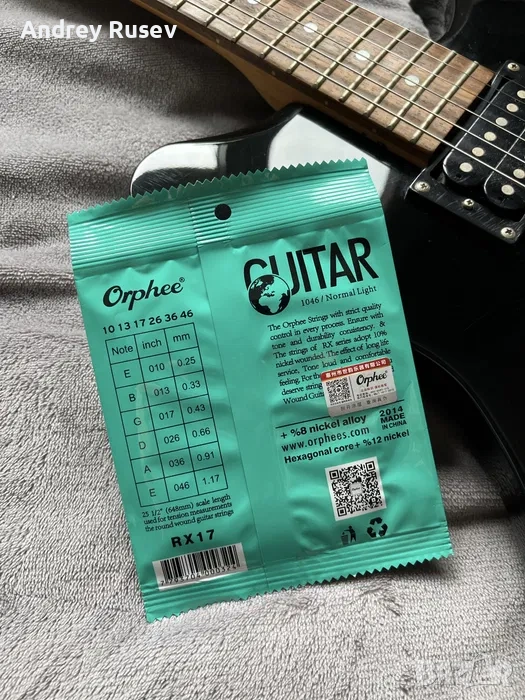 Andrey Rusev
Orphee®
10 13 17 26 36 46
Note inch mm
E 010 0.25
B 013 0.33
G 017 0.43
D 026 0.66
A 036 0.91
E 046 1.17
25 1/2" (648mm) scale length
used for tension measurements
the round wound guitar strings
RX17
GUITAR
1046 / Normal Light
The Orphee Strings with strict quality
control in every process. Ensure with
tone and durability consistency. &
The strings of RX series adopt 10%
nickel wounded. The effect of long life
service. Tone loud and comfortable
feeling. For
deserve string
Wound Guita
Orphee
+ %8 nickel alloy
www.orphees.com
Hexagonal core+ %12 nickel
2014
MADE
IN CHINA